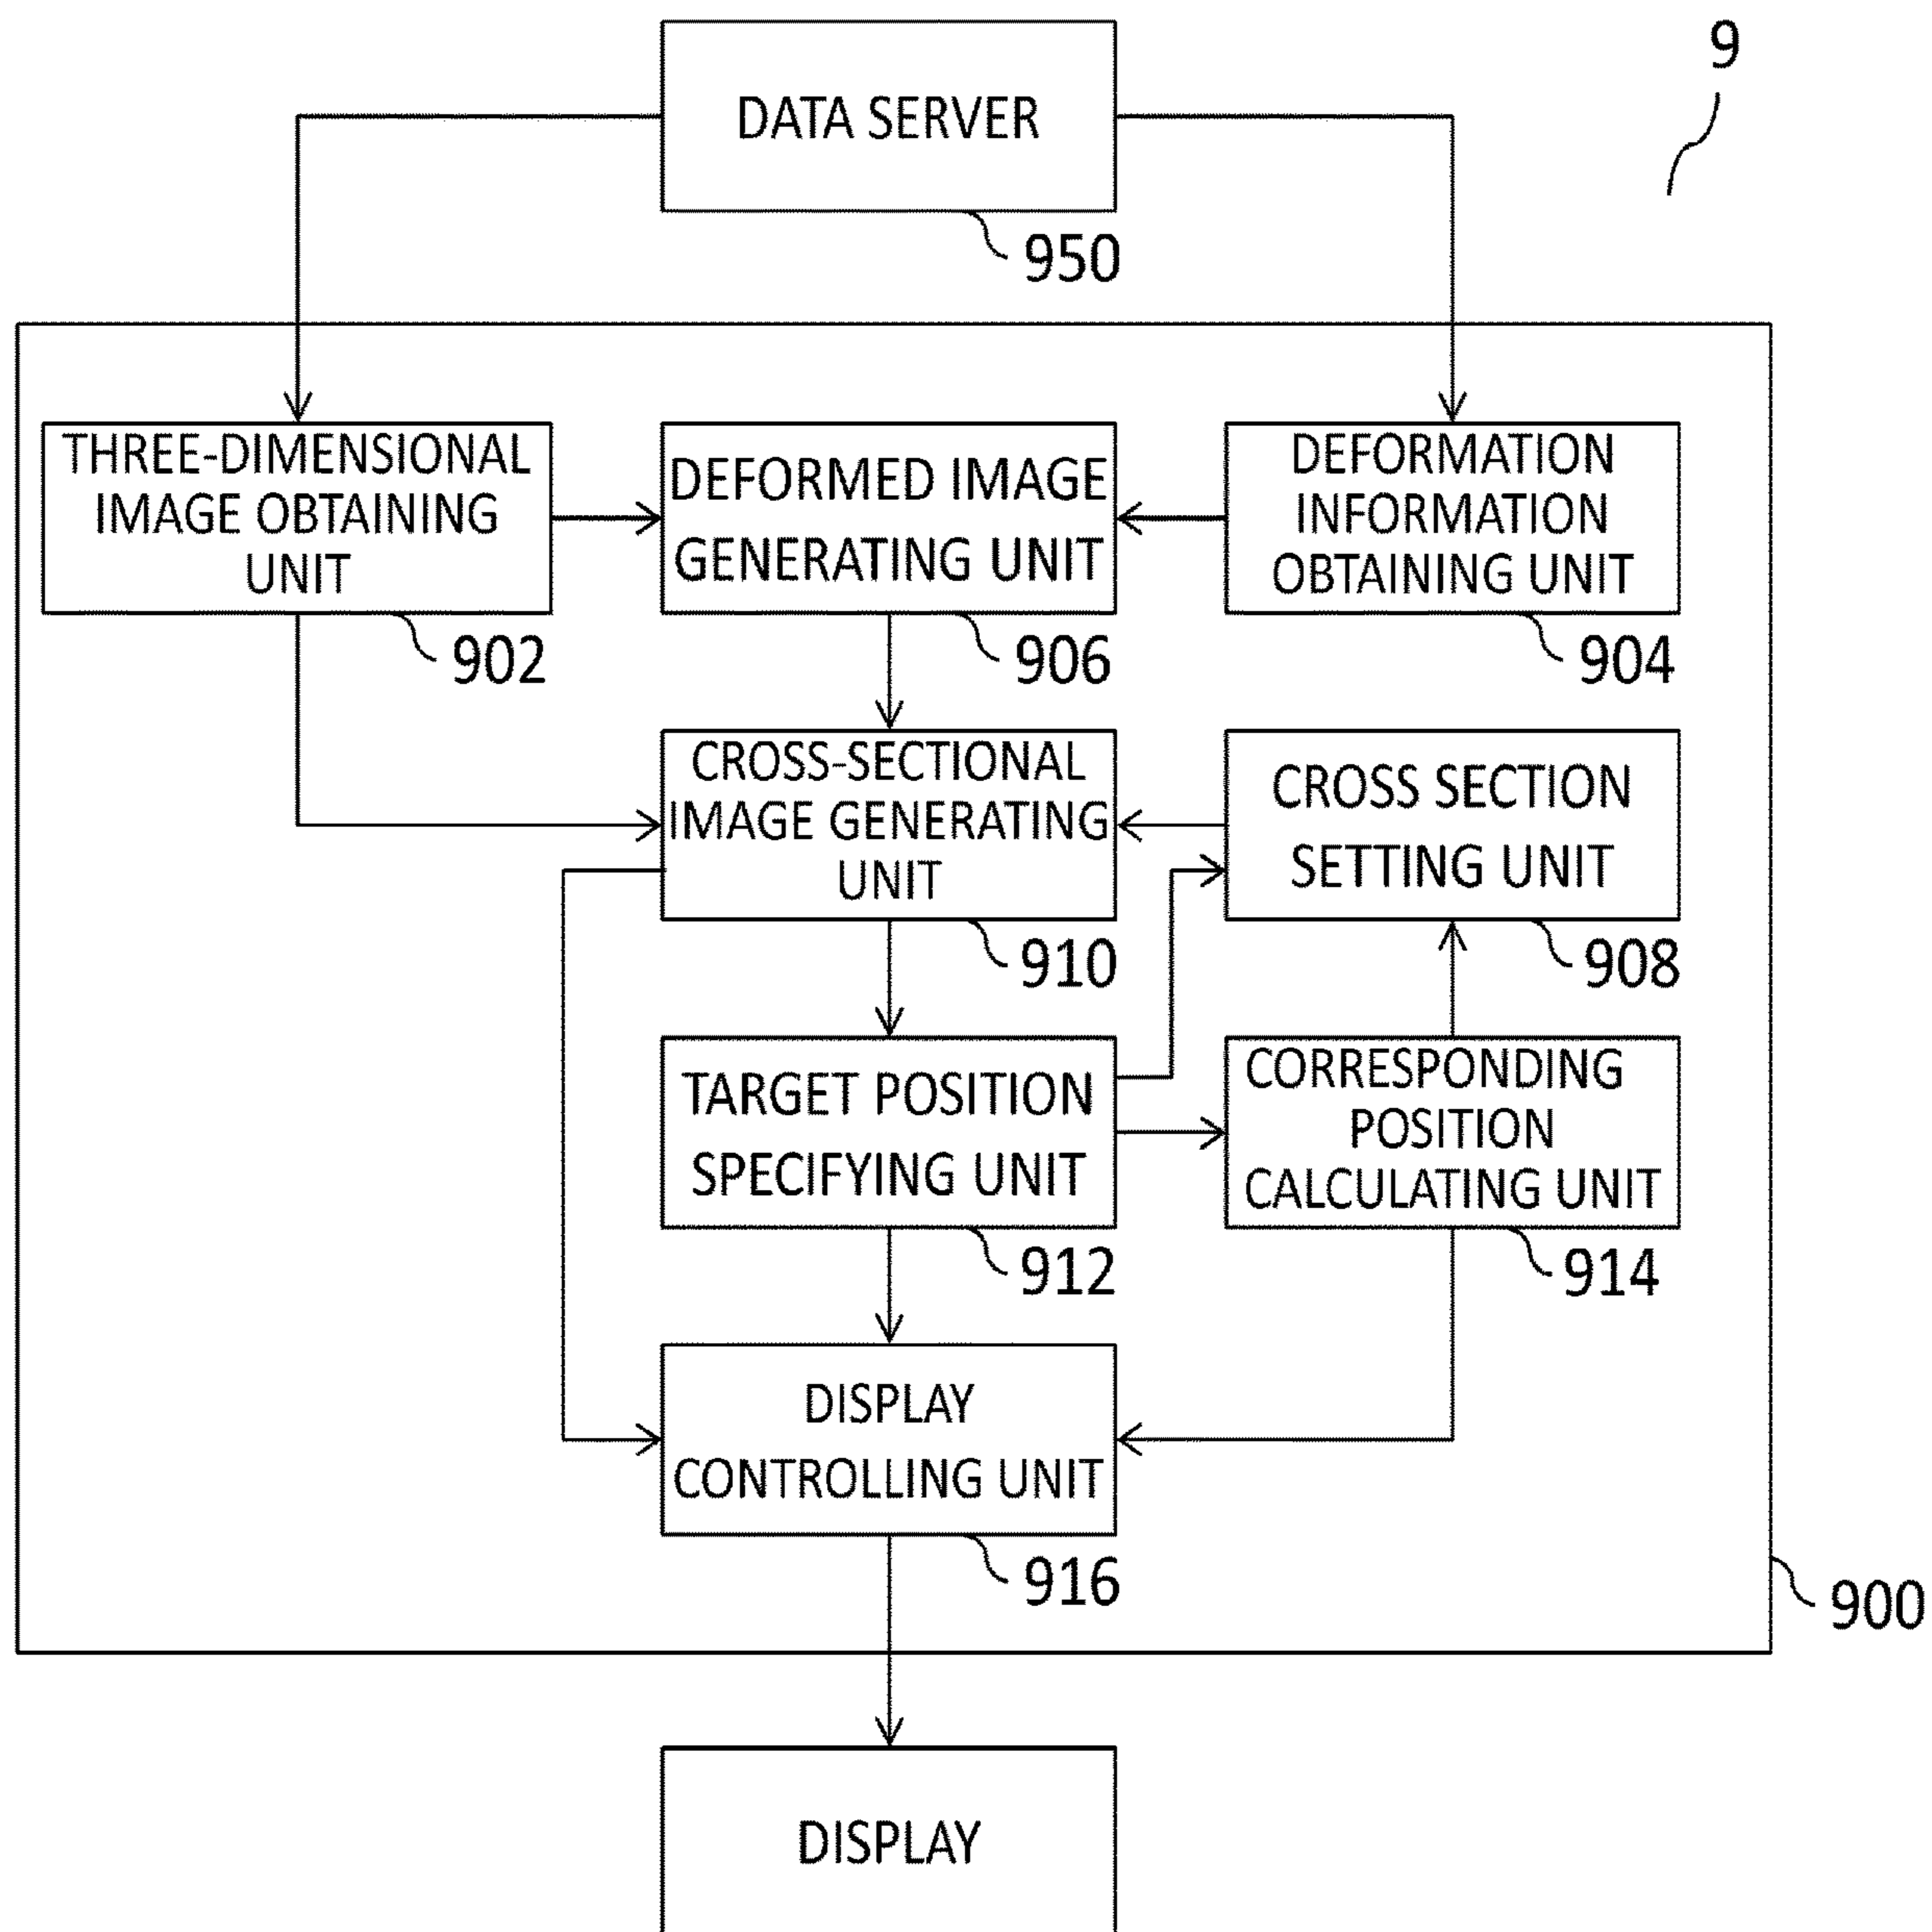 9
DATA SERVER
950
THREE-DIMENSIONAL
IMAGE OBTAINING
UNIT
902
DEFORMED IMAGE
GENERATING UNIT
906
DEFORMATION
INFORMATION
OBTAINING UNIT
904
CROSS-SECTIONAL
IMAGE GENERATING
UNIT
910
CROSS SECTION
SETTING UNIT
908
TARGET POSITION
SPECIFYING UNIT
912
CORRESPONDING
POSITION
CALCULATING UNIT
914
DISPLAY
CONTROLLING UNIT
916
900
DISPLAY